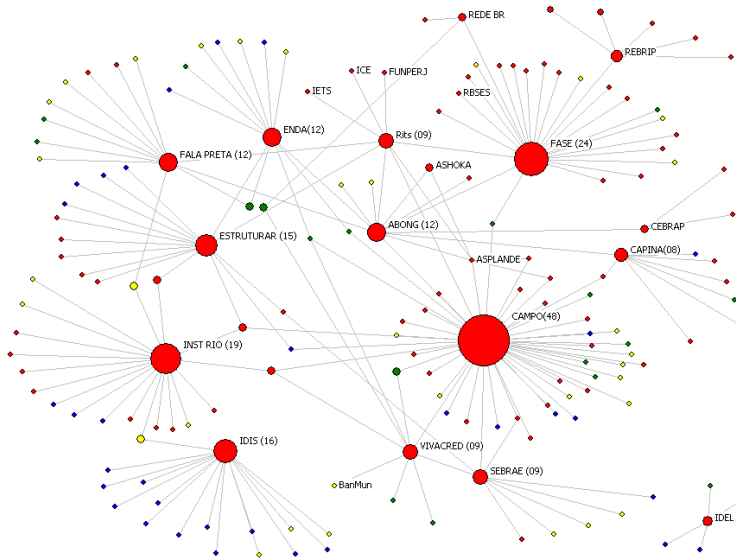 REDE BR
REBRIP
ICE
FUNPERJ
IETS
RBSES
ENDA(12)
Rits (09)
FASE (24)
FALA PRETA (12)
ASHOKA
ABONG (12)
CEBRAP
ESTRUTURAR (15)
CAPINA(08)
ASPLANDE
CAMPO(48)
INST RIO (19)
IDIS (16)
VIVACRED (09)
SEBRAE (09)
BanMun
IDEL